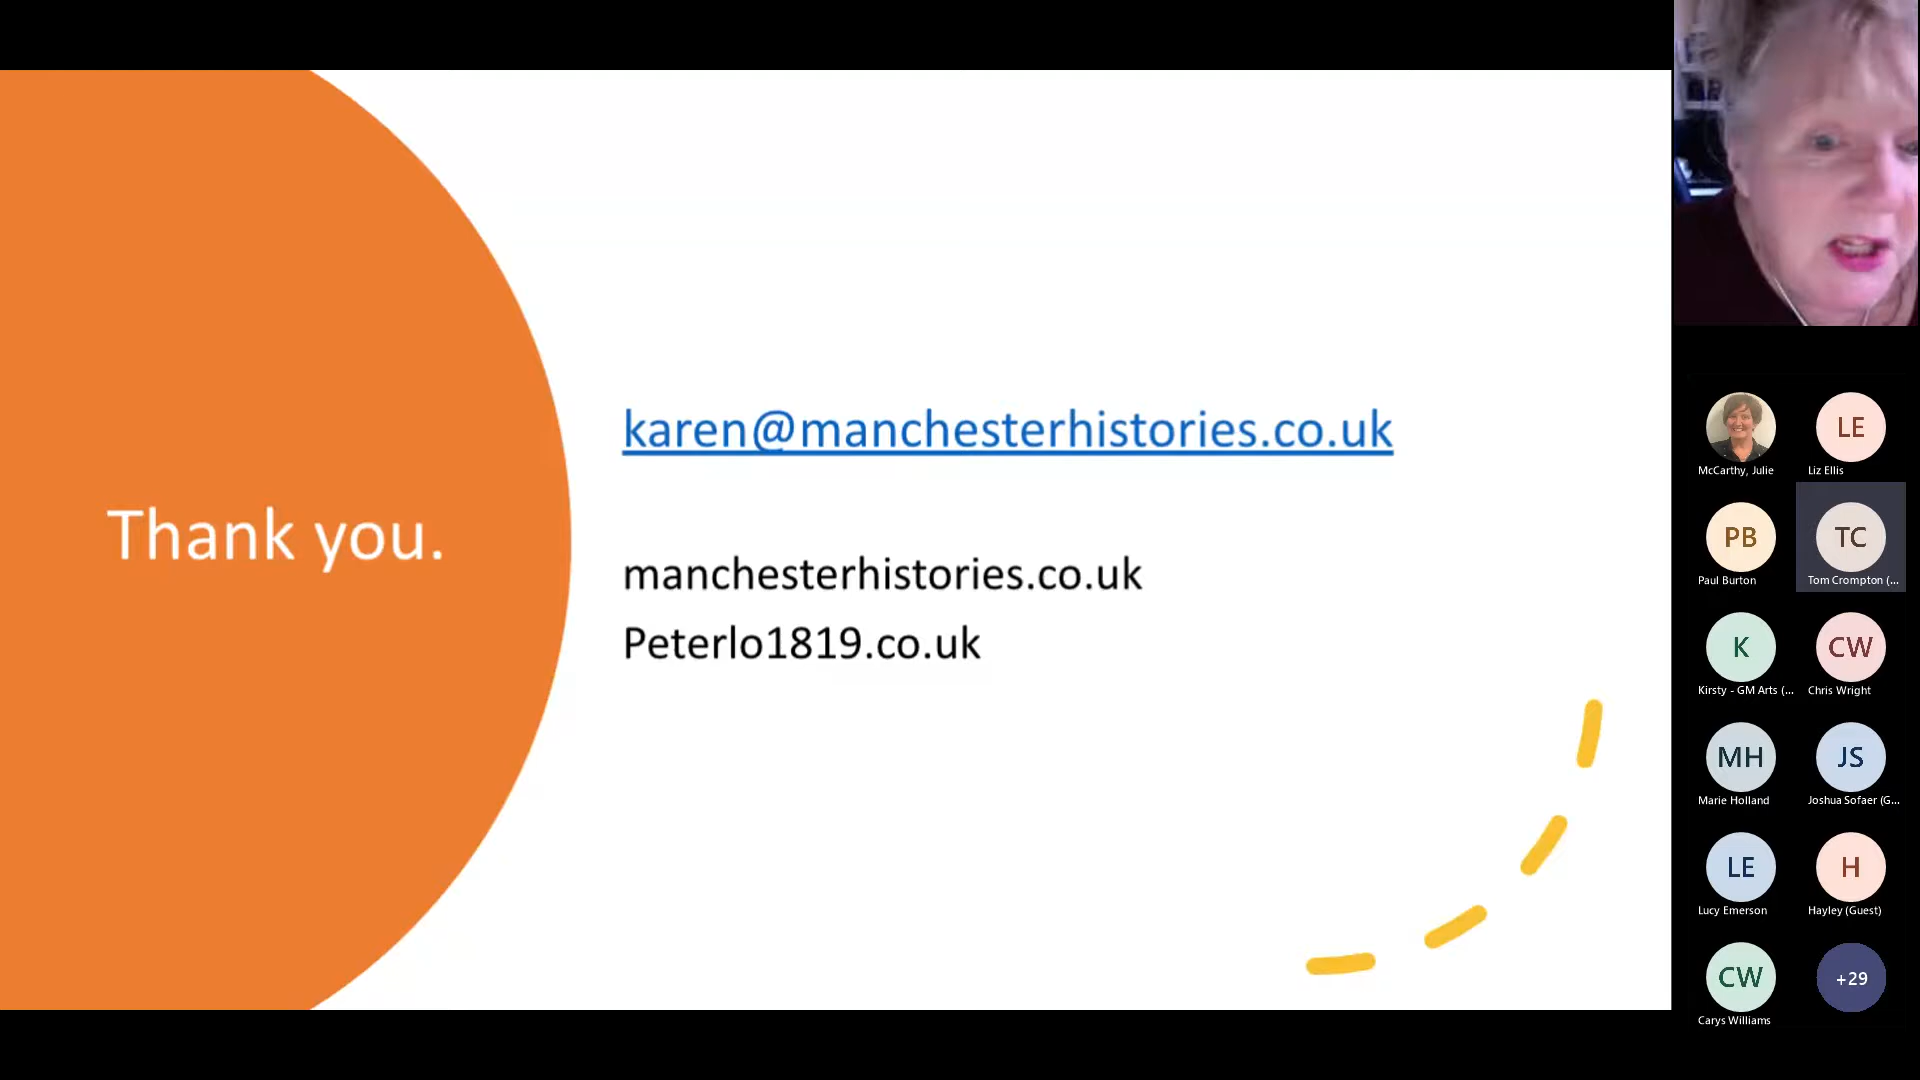 Thank you.
karen@manchesterhistories.co.uk
manchesterhistories.co.uk
Peterlo1819.co.uk
McCarthy, Julie
LE
Liz Ellis
PB
Paul Burton
TC
Tom Crompton (...
K
Kirsty - GM Arts (...
CW
Chris Wright
MH
Marie Holland
JS
Joshua Sofaer (G...
LE
Lucy Emerson
H
Hayley (Guest)
CW
Carys Williams
+29